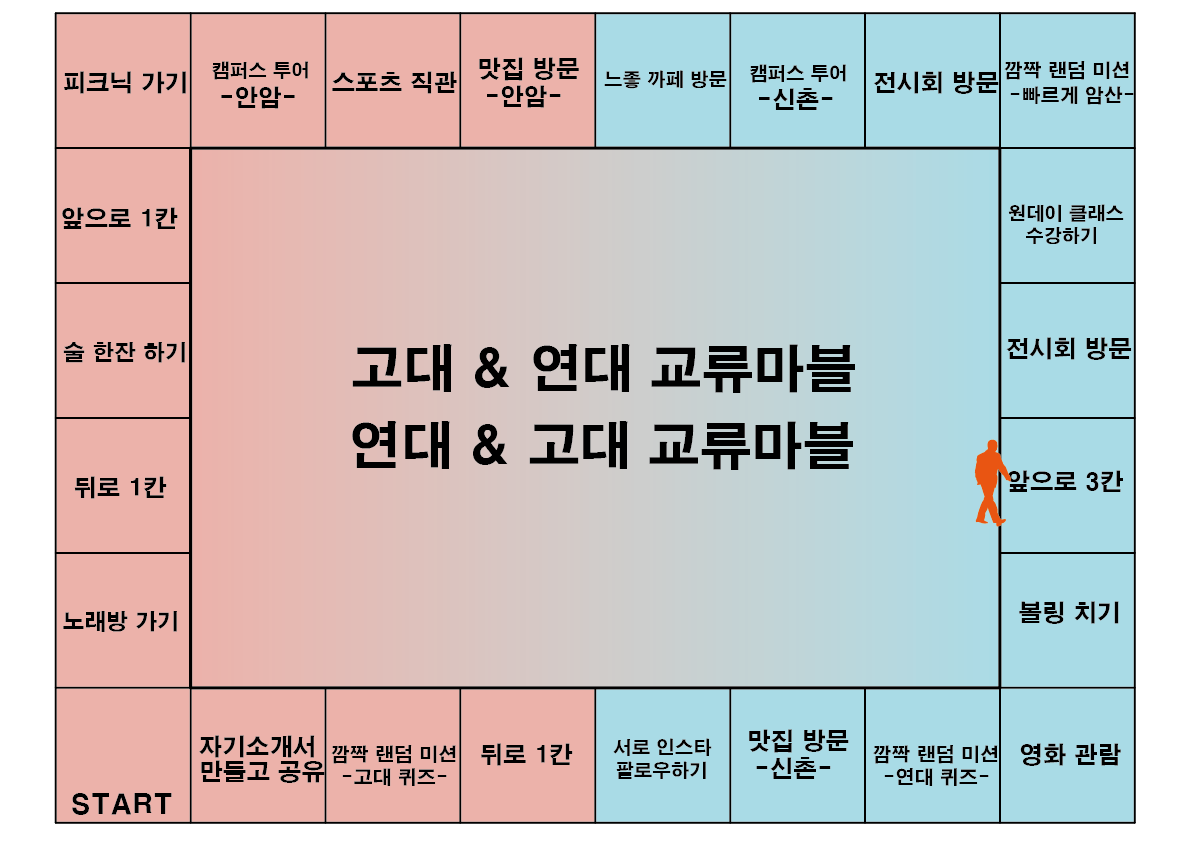 피크닉 가기
캠퍼스 투어
-안암-
스포츠 직관
맛집 방문
-안암-
느좋 까페 방문
캠퍼스 투어
-신촌-
전시회 방문
깜짝 랜덤 미션
-빠르게 암산-
앞으로 1칸
원데이 클래스
수강하기
술 한잔 하기
전시회 방문
고대 & 연대 교류마블
연대 & 고대 교류마블
뒤로 1칸
앞으로 3칸
노래방 가기
볼링 치기
START
자기소개서
만들고 공유
깜짝 랜덤 미션
-고대 퀴즈-
뒤로 1칸
서로 인스타
팔로우하기
맛집 방문
-신촌-
깜짝 랜덤 미션
-연대 퀴즈-
영화 관람